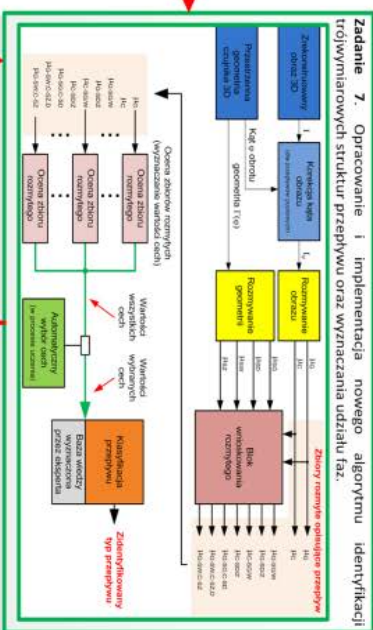 Zadanie 7. Opracowanie i implementacja nowego algorytmu identyfikacji
trójwymiarowych struktur przepływu oraz wyznaczania udziału faz.
Zrekonstruowany
obraz 3D
Przestrzenna
geometria
czujnika 3D
Korekcja kąta
obrazu
Kąt φ obrotu
geometria Γ(φ)
Rozmywanie
obrazu
Rozmywanie
geometrii
Blok
wnioskowania
rozmytego
Zbiory rozmyte opisujące przepływ
Ocena zbiorów rozmytych
(wyznaczanie wartości cech)
Ocena zbioru
rozmytego
Ocena zbioru
rozmytego
Ocena zbioru
rozmytego
Wartości
wszystkich
cech
Wartości
wybranych
cech
Automatyczny
wybór cech
(w procesie uczenia)
Klasyfikacja
przepływu
Baza wiedzy
wyznaczona
przez eksperta
Zidentyfikowany
typ przepływu